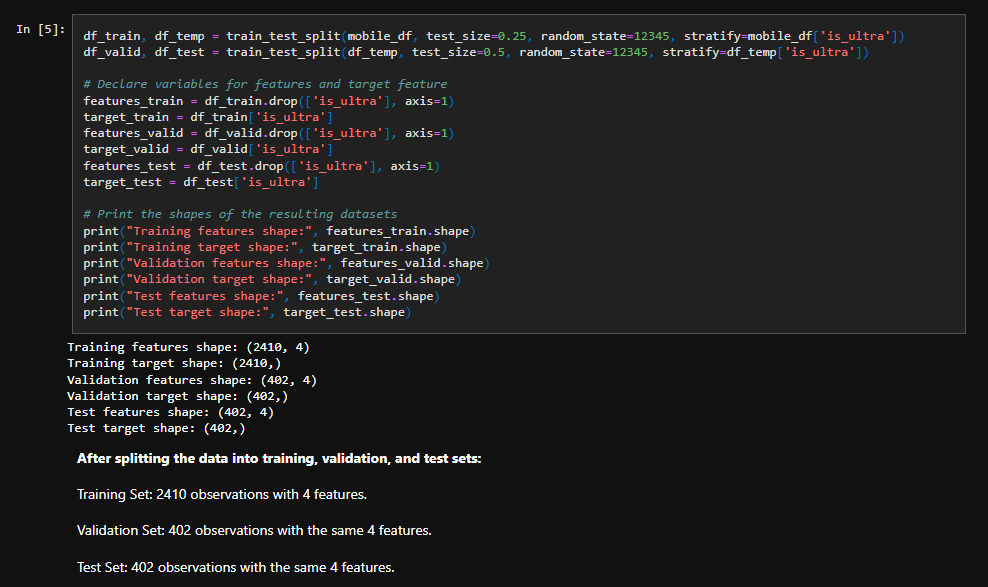 In [5]:
df_train, df_temp = train_test_split(mobile_df, test_size=0.25, random_state=12345, stratify=mobile_df['is_ultra'])
df_valid, df_test = train_test_split(df_temp, test_size=0.5, random_state=12345, stratify=df_temp['is_ultra'])
# Declare variables for features and target feature
features_train = df_train.drop(['is_ultra'], axis=1)
target_train = df_train['is_ultra']
features_valid = df_valid.drop(['is_ultra'], axis=1)
target_valid = df_valid['is_ultra']
features_test = df_test.drop(['is_ultra'], axis=1)
target_test = df_test['is_ultra']
# Print the shapes of the resulting datasets
print("Training features shape:", features_train.shape)
print("Training target shape:", target_train.shape)
print("Validation features shape:", features_valid.shape)
print("Validation target shape:", target_valid.shape)
print("Test features shape:", features_test.shape)
print("Test target shape:", target_test.shape)
Training features shape: (2410, 4)
Training target shape: (2410,)
Validation features shape: (402, 4)
Validation target shape: (402,)
Test features shape: (402, 4)
Test target shape: (402,)
After splitting the data into training, validation, and test sets:
Training Set: 2410 observations with 4 features.
Validation Set: 402 observations with the same 4 features.
Test Set: 402 observations with the same 4 features.